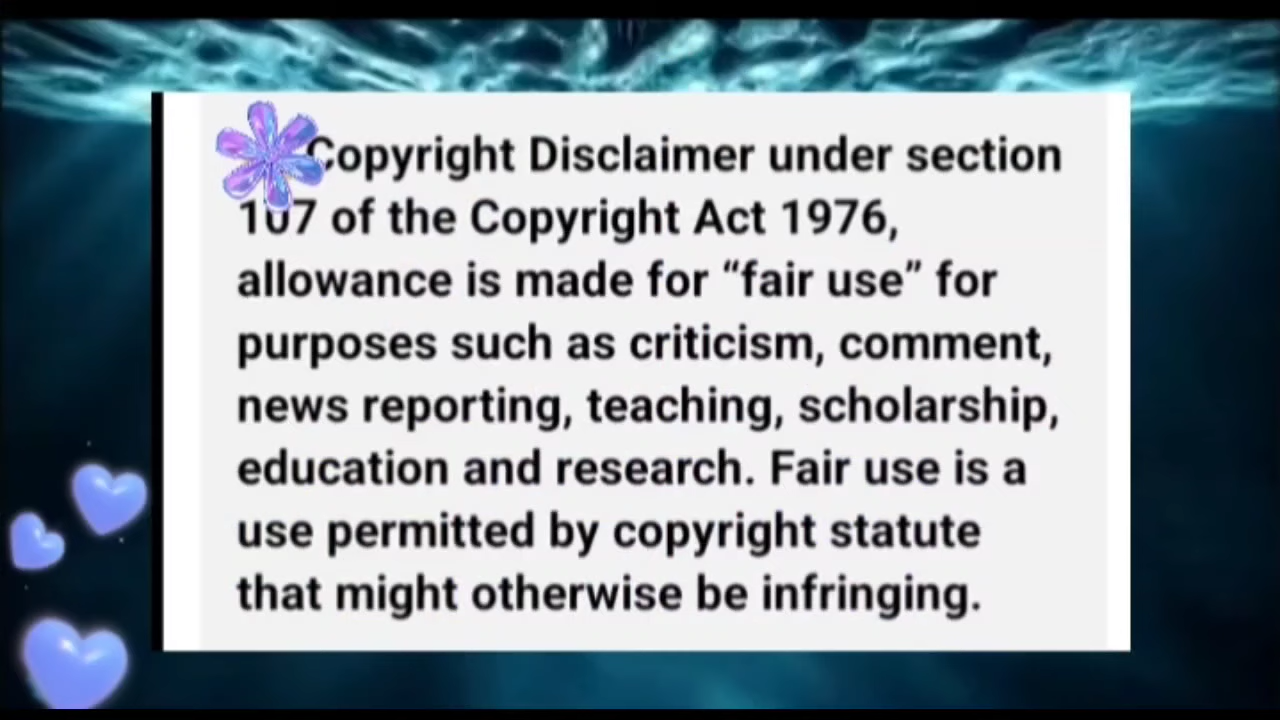 Copyright Disclaimer under section
107 of the Copyright Act 1976,
allowance is made for “fair use” for
purposes such as criticism, comment,
news reporting, teaching, scholarship,
education and research. Fair use is a
use permitted by copyright statute
that might otherwise be infringing.